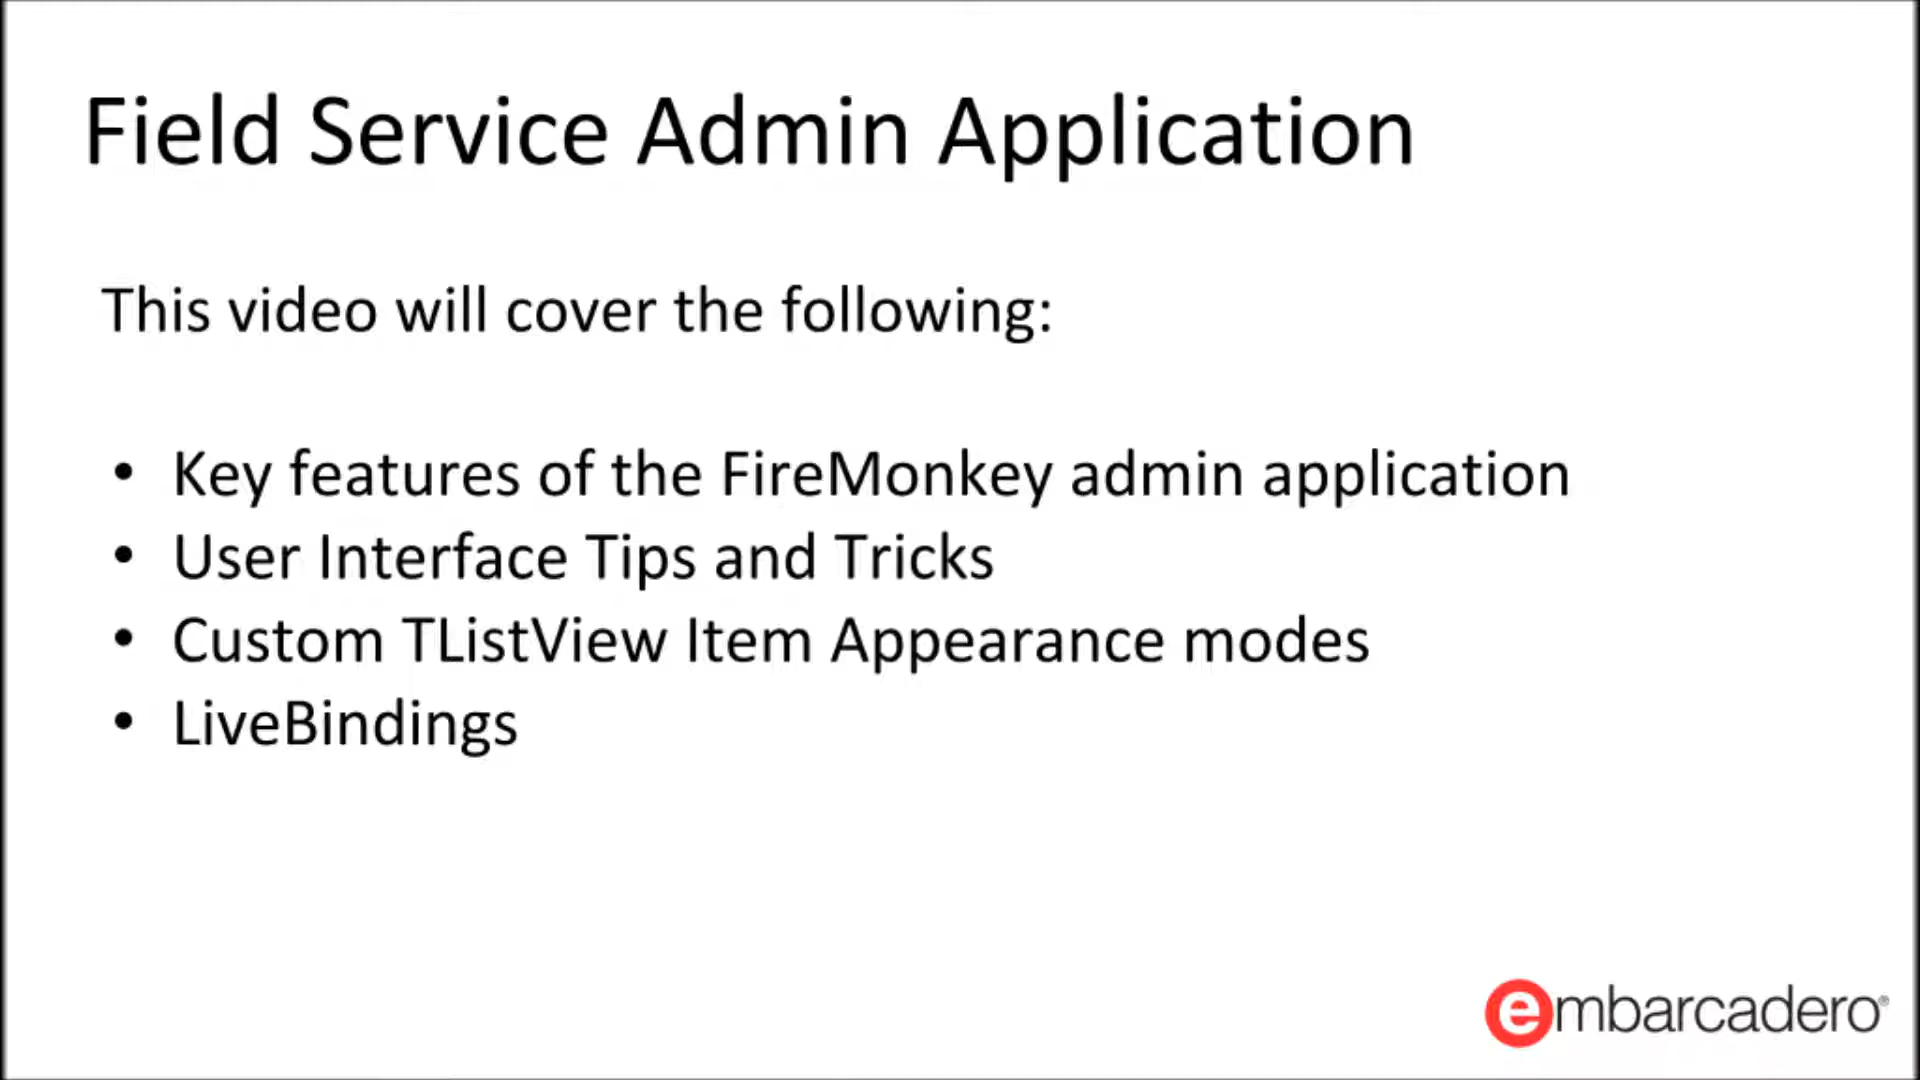 Field Service Admin Application
This video will cover the following:
• Key features of the FireMonkey admin application
• User Interface Tips and Tricks
• Custom TListView Item Appearance modes
• LiveBindings
embarcadero®